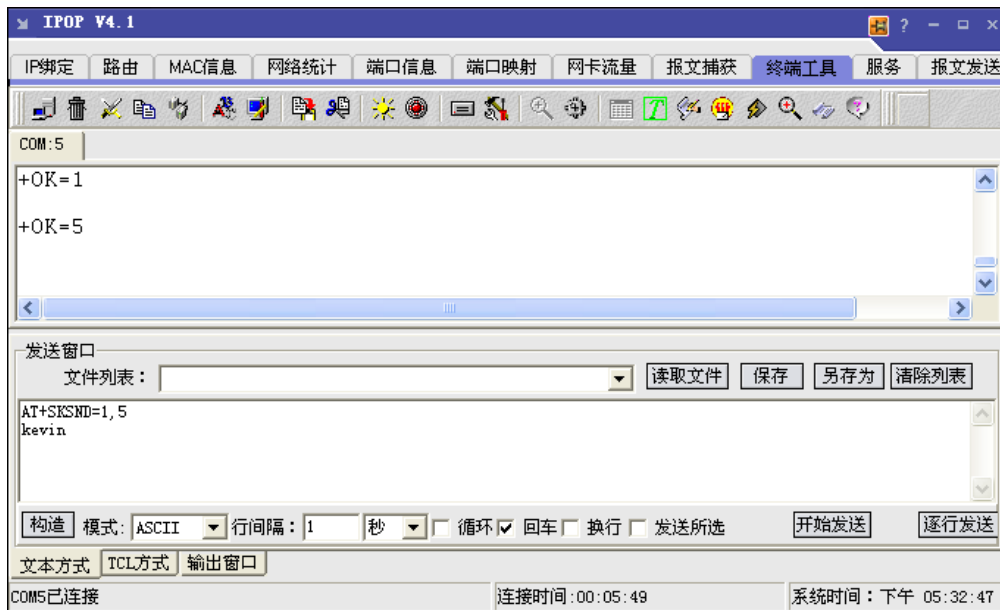 IPOP V4.1
IP绑定 路由 MAC信息 网络统计 端口信息 端口映射 网卡流量 报文捕获 终端工具 服务 报文发送
COM:5
+OK=1
+OK=5
发送窗口
文件列表： 读取文件 保存 另存为 清除列表
AT+SKSND=1,5
kevin
构造 模式: ASCII 行间隔：1 秒 循环 回车 换行 发送所选 开始发送 逐行发送
文本方式 TCL方式 输出窗口
COM5已连接 连接时间:00:05:49 系统时间：下午 05:32:47